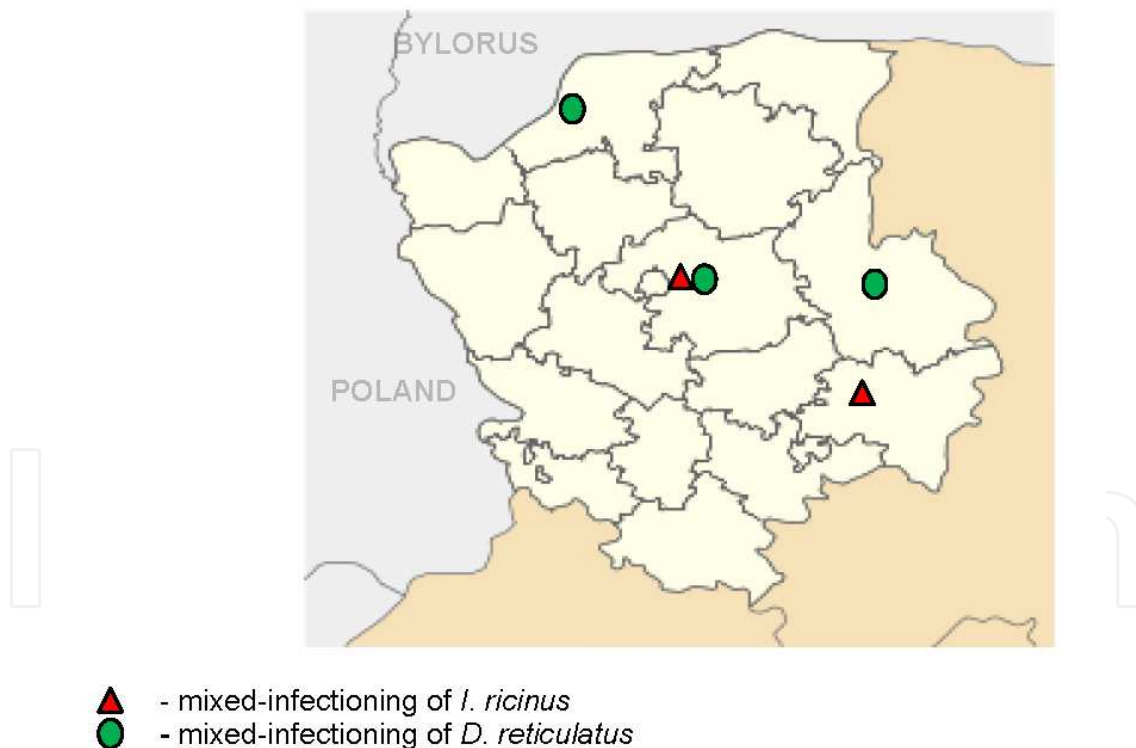 BYLORUS
POLAND
- mixed-infectioning of I. ricinus
- mixed-infectioning of D. reticulatus